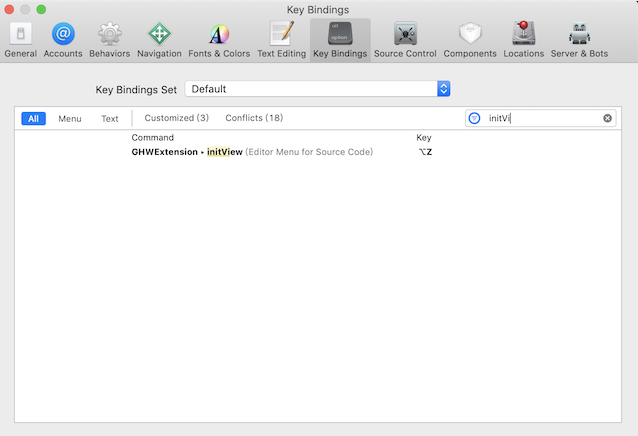 Key Bindings
General Accounts Behaviors Navigation Fonts & Colors Text Editing Key Bindings Source Control Components Locations Server & Bots
alt
option
Key Bindings Set Default
All Menu Text Customized (3) Conflicts (18) initVi
Command Key
GHWExtension ▸ initView (Editor Menu for Source Code) ⌥Z